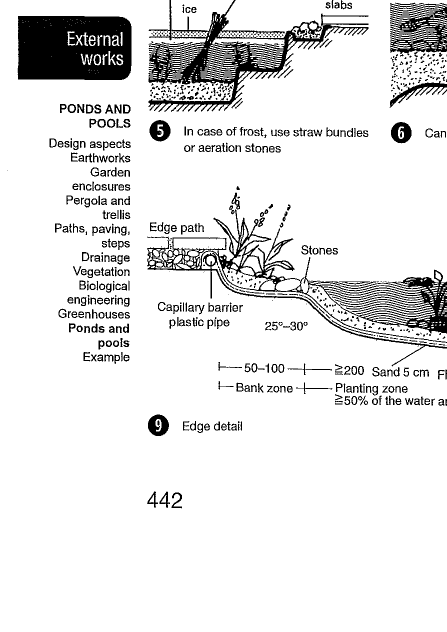 External
works
PONDS AND
POOLS
Design aspects
Earthworks
Garden
enclosures
Pergola and
trellis
Paths, paving,
steps
Drainage
Vegetation
Biological
engineering
Greenhouses
Ponds and
pools
Example
ice
slabs
5 In case of frost, use straw bundles
or aeration stones
6 Can
Edge path
Stones
Capillary barrier
plastic pipe
25°–30°
50–100
≧200
Sand 5 cm
Fl
Bank zone
Planting zone
≧50% of the water a
9 Edge detail
442